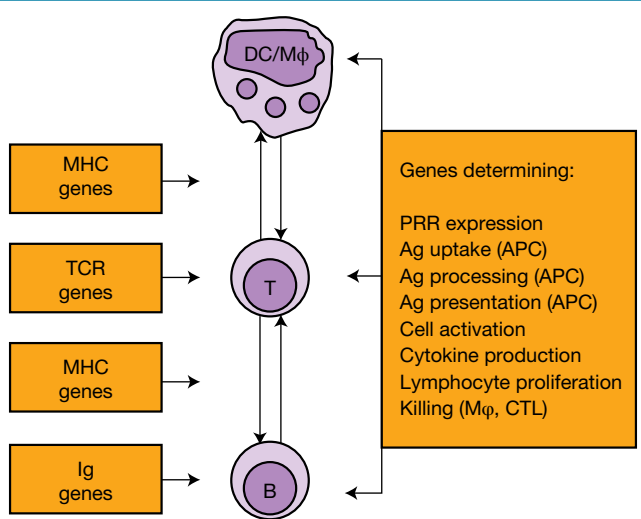 DC/Mϕ
MHC
genes
TCR
genes
T
MHC
genes
Ig
genes
B
Genes determining:
PRR expression
Ag uptake (APC)
Ag processing (APC)
Ag presentation (APC)
Cell activation
Cytokine production
Lymphocyte proliferation
Killing (Mφ, CTL)